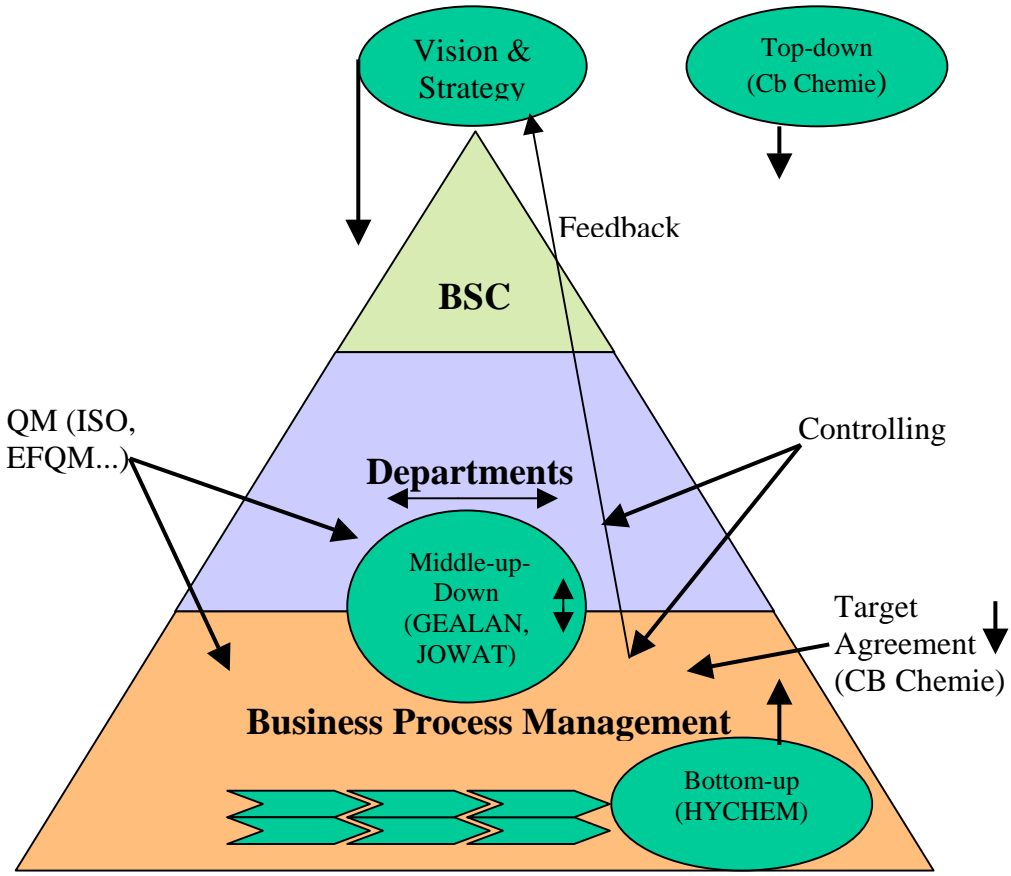 Vision &
Strategy
Top-down
(Cb Chemie)
Feedback
BSC
QM (ISO,
EFQM...)
Controlling
Departments
Middle-up-
Down
(GEALAN,
JOWAT)
Target
Agreement
(CB Chemie)
Business Process Management
Bottom-up
(HYCHEM)